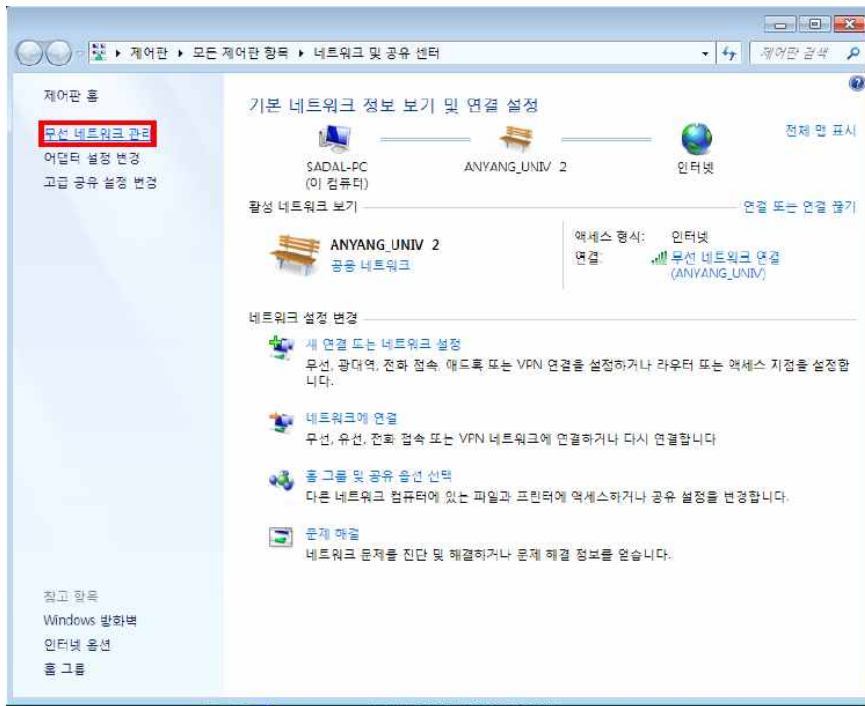 제어판 ▸ 모든 제어판 항목 ▸ 네트워크 및 공유 센터
제어판 검색
제어판 홈
무선 네트워크 관리
어댑터 설정 변경
고급 공유 설정 변경
기본 네트워크 정보 보기 및 연결 설정
전체 맵 표시
SADAL-PC
(이 컴퓨터)
ANYANG_UNIV 2
인터넷
활성 네트워크 보기
연결 또는 연결 끊기
ANYANG_UNIV 2
공용 네트워크
액세스 형식: 인터넷
연결: 무선 네트워크 연결
(ANYANG_UNIV)
네트워크 설정 변경
새 연결 또는 네트워크 설정
무선, 광대역, 전화 접속, 애드혹 또는 VPN 연결을 설정하거나 라우터 또는 액세스 지점을 설정합
니다.
네트워크에 연결
무선, 유선, 전화 접속 또는 VPN 네트워크에 연결하거나 다시 연결합니다
홈 그룹 및 공유 옵션 선택
다른 네트워크 컴퓨터에 있는 파일과 프린터에 액세스하거나 공유 설정을 변경합니다.
문제 해결
네트워크 문제를 진단 및 해결하거나 문제 해결 정보를 얻습니다.
참고 항목
Windows 방화벽
인터넷 옵션
홈 그룹